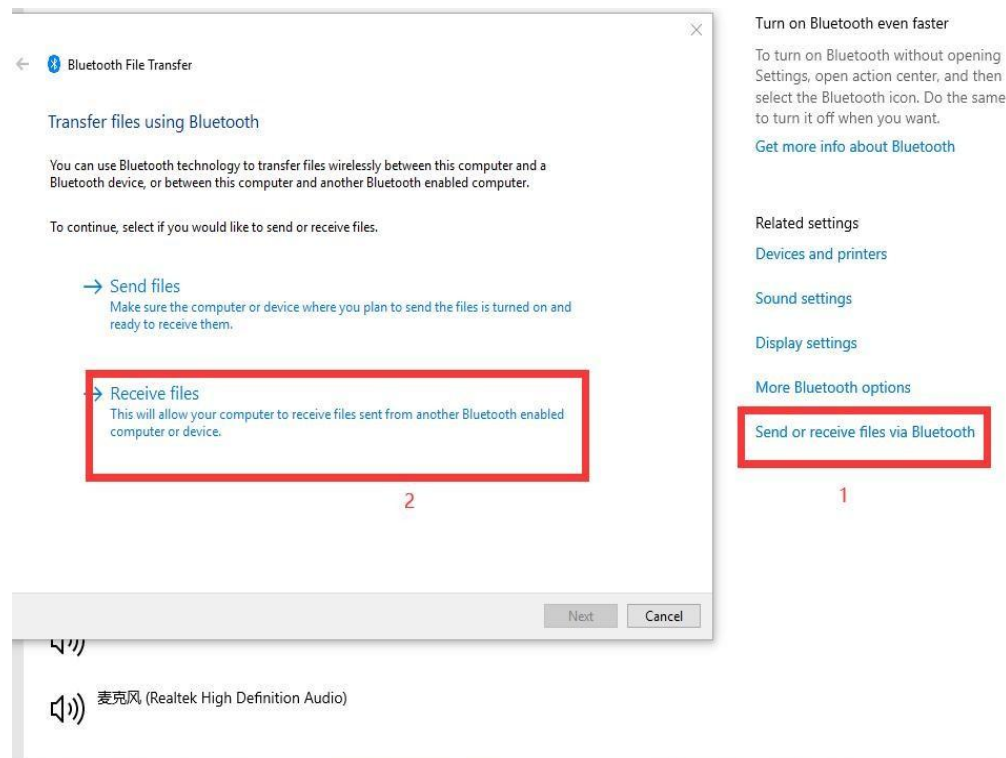 Bluetooth File Transfer
Transfer files using Bluetooth
You can use Bluetooth technology to transfer files wirelessly between this computer and a
Bluetooth device, or between this computer and another Bluetooth enabled computer.
To continue, select if you would like to send or receive files.
Send files
Make sure the computer or device where you plan to send the files is turned on and
ready to receive them.
Receive files
This will allow your computer to receive files sent from another Bluetooth enabled
computer or device.
2
Next
Cancel
麦克风 (Realtek High Definition Audio)
Turn on Bluetooth even faster
To turn on Bluetooth without opening
Settings, open action center, and then
select the Bluetooth icon. Do the same
to turn it off when you want.
Get more info about Bluetooth
Related settings
Devices and printers
Sound settings
Display settings
More Bluetooth options
Send or receive files via Bluetooth
1